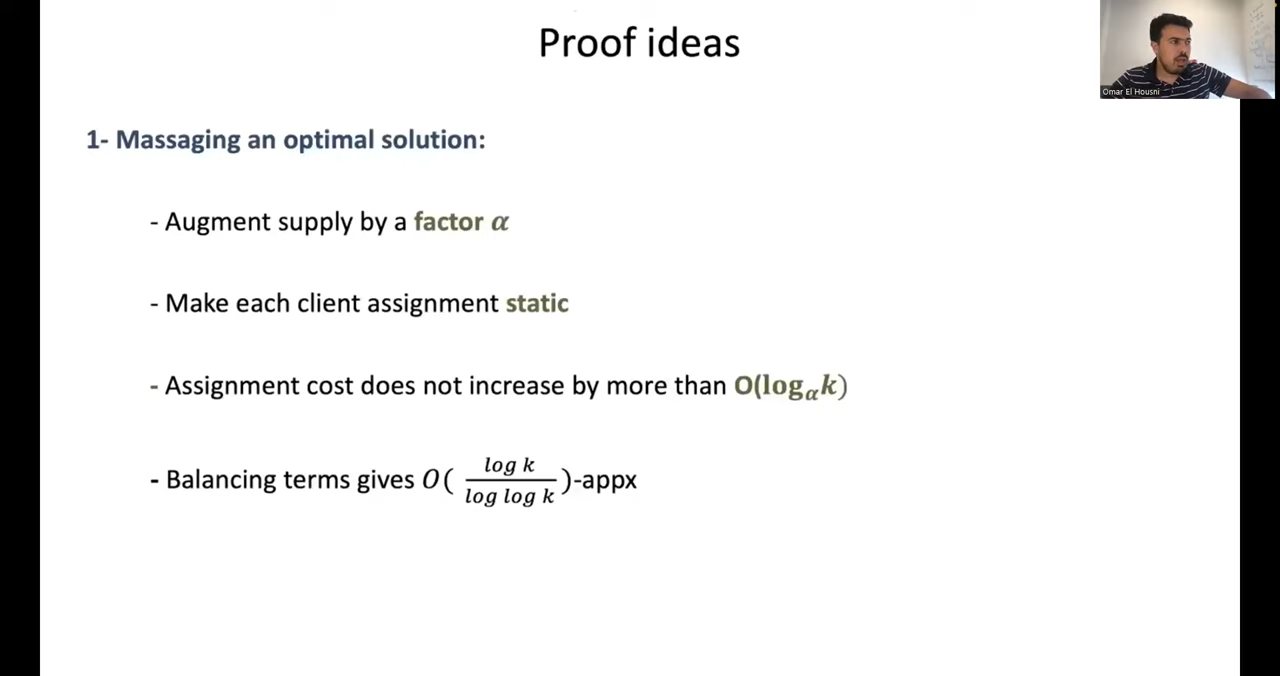 Proof ideas
Omar El Housni
1- Massaging an optimal solution:
- Augment supply by a factor α
- Make each client assignment static
- Assignment cost does not increase by more than O(log_α k)
- Balancing terms gives O( log k / log log k )-appx